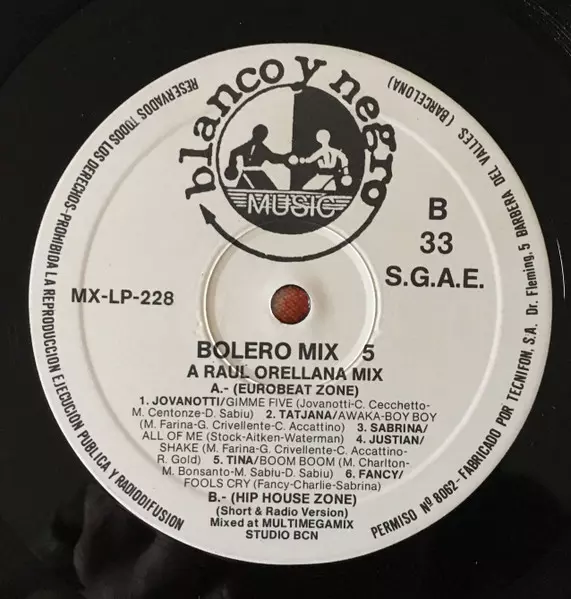 blanco y negro
MUSIC
B
33
S.G.A.E.
MX-LP-228
BOLERO MIX 5
A RAUL ORELLANA MIX
A.- (EUROBEAT ZONE)
1. JOVANOTTI/GIMME FIVE (Jovanotti-C. Cecchetto-
M. Centonze-D. Sabiu) 2. TATJANA/AWAKA-BOY BOY
(M. Farina-G. Crivellente-C. Accattino) 3. SABRINA/
ALL OF ME (Stock-Aitken-Waterman) 4. JUSTIAN/
SHAKE (M. Farina-G. Crivellente-C. Accattino-
R. Gold) 5. TINA/BOOM BOOM (M. Charlton-
M. Bonsanto-M. Sabiu-D. Sabiu) 6. FANCY/
FOOLS CRY (Fancy-Charlie-Sabrina)
B.- (HIP HOUSE ZONE)
(Short & Radio Version)
Mixed at MULTIMEGAMIX
STUDIO BCN
RESERVADOS TODOS LOS DERECHOS-PROHIBIDA LA REPRODUCCION EJECUCION PUBLICA Y RADIODIFUSION
PERMISO Nº 8062-FABRICADO POR TECNIFON, S.A. Dr. Fleming, 5 BARBERA DEL VALLES (BARCELONA)